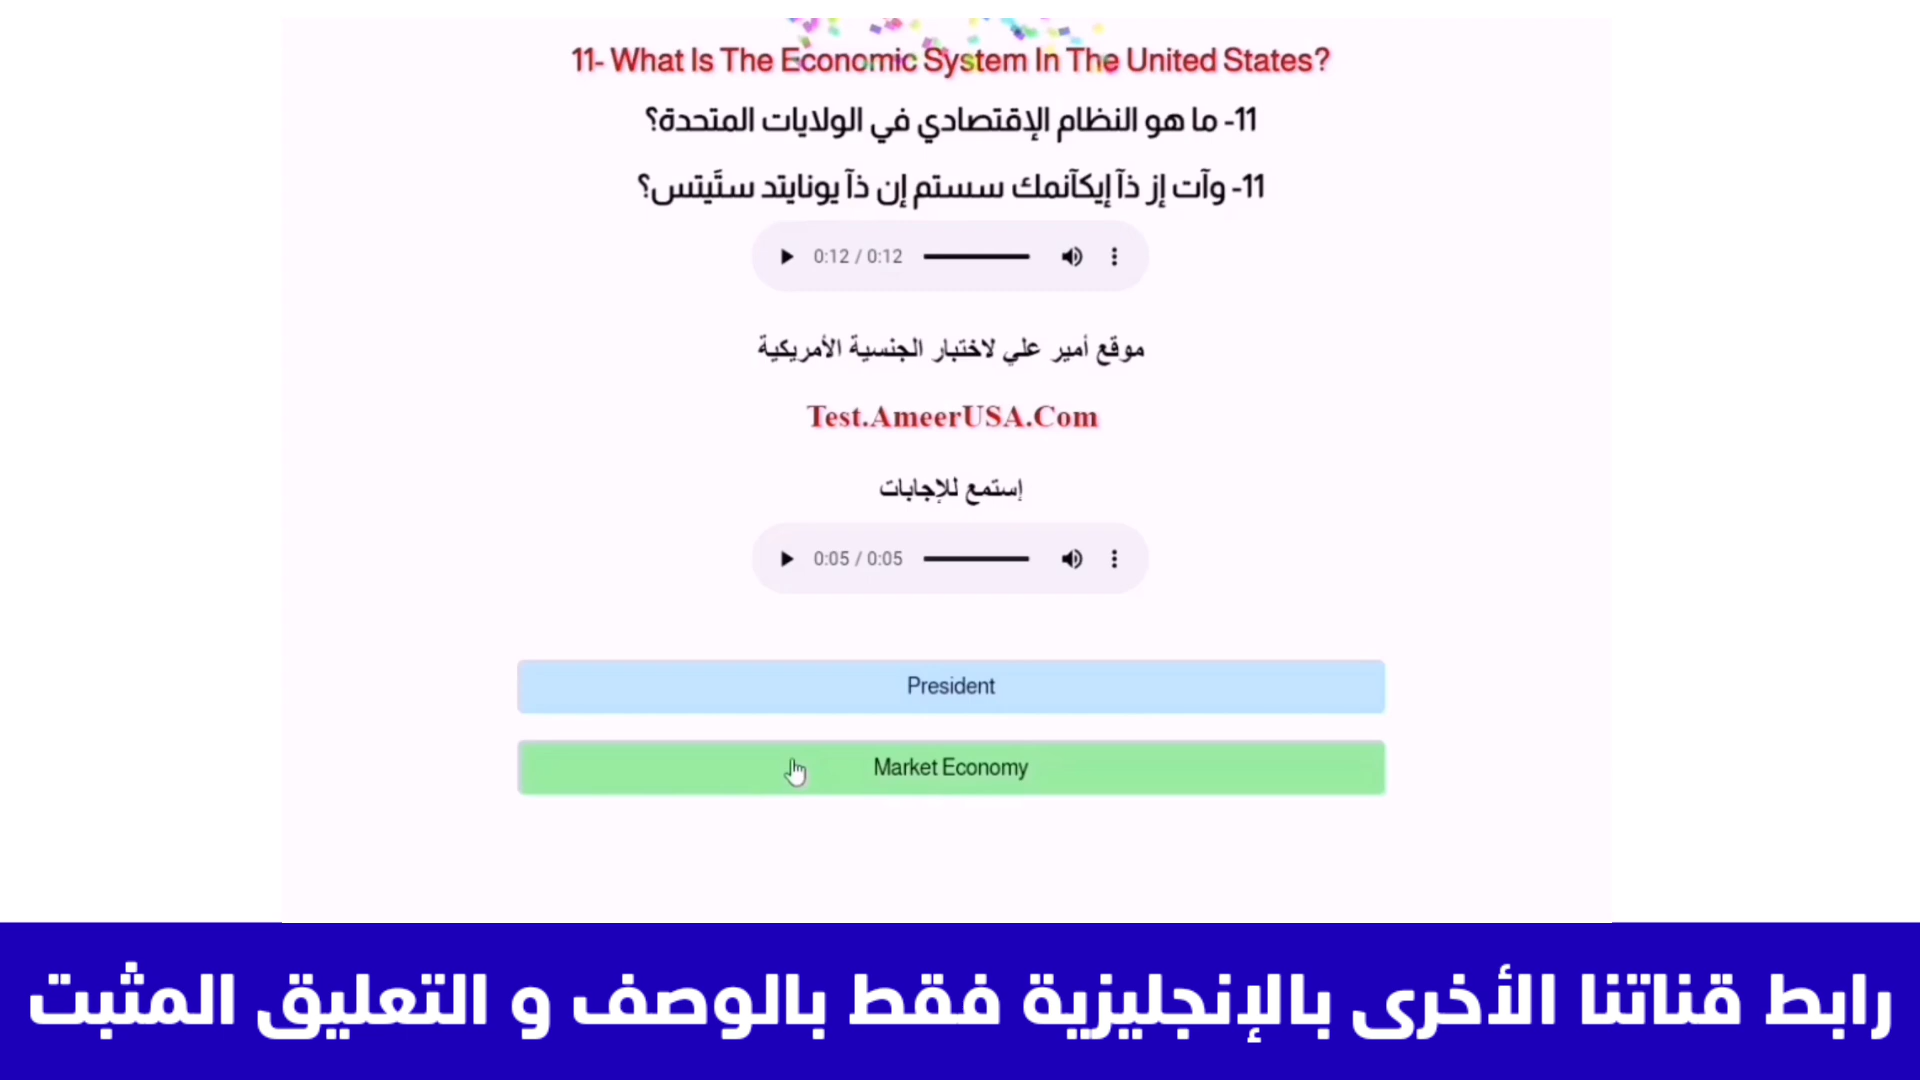 11- What Is The Economic System In The United States?
11- ما هو النظام الإقتصادي في الولايات المتحدة؟
11- وآت إز ذآ إيكآنمك سستم إن ذآ يونايتد ستَيتس؟
0:12 / 0:12
موقع أمير علي لاختبار الجنسية الأمريكية
Test.AmeerUSA.Com
إستمع للإجابات
0:05 / 0:05
President
Market Economy
رابط قناتنا الأخرى بالإنجليزية فقط بالوصف و التعليق المثبت